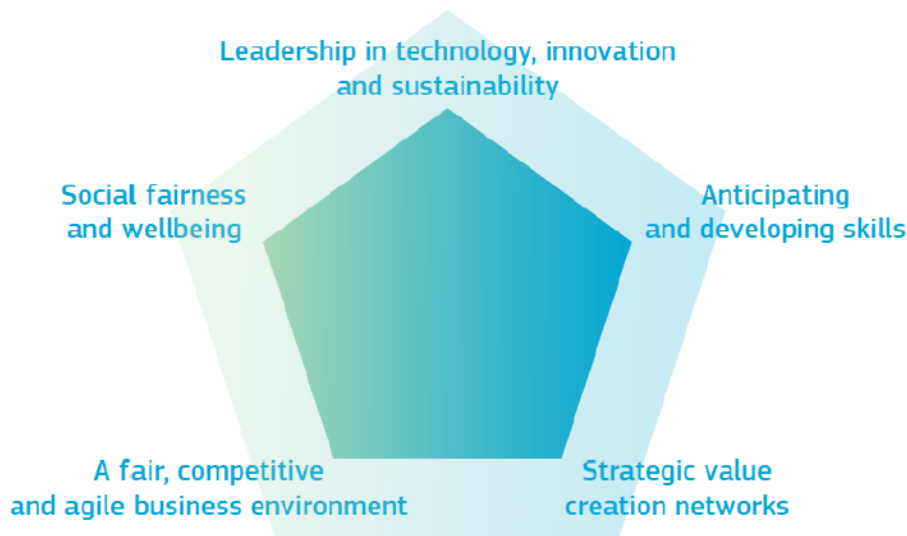 Leadership in technology, innovation
and sustainability
Social fairness
and wellbeing
Anticipating
and developing skills
A fair, competitive
and agile business environment
Strategic value
creation networks